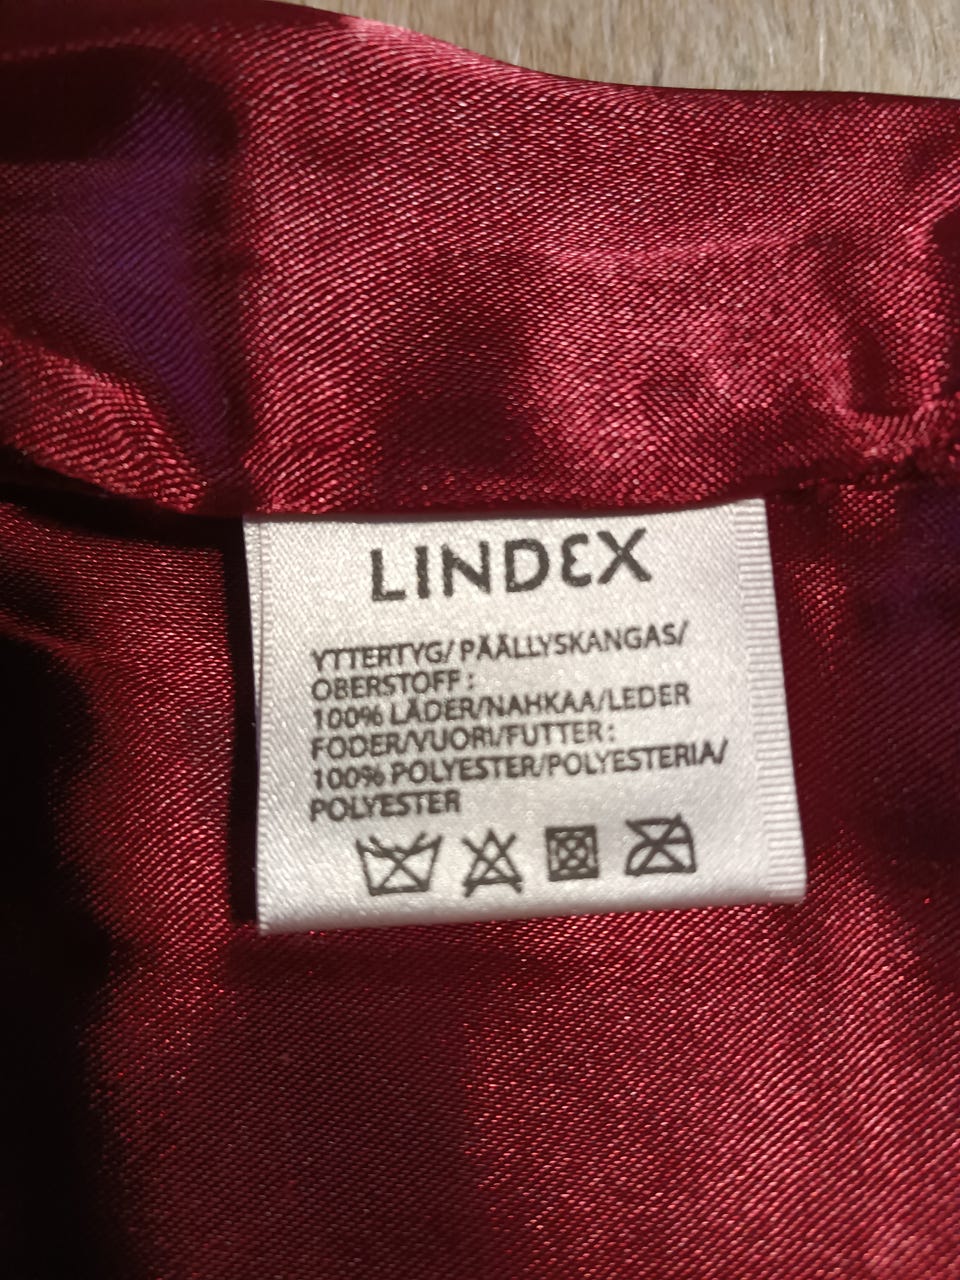 LINDEX
YTTERTYG/ PÄÄLLYSKANGAS/
OBERSTOFF :
100% LÄDER/NAHKAA/LEDER
FODER/VUORI/FUTTER :
100% POLYESTER/POLYESTERIA/
POLYESTER